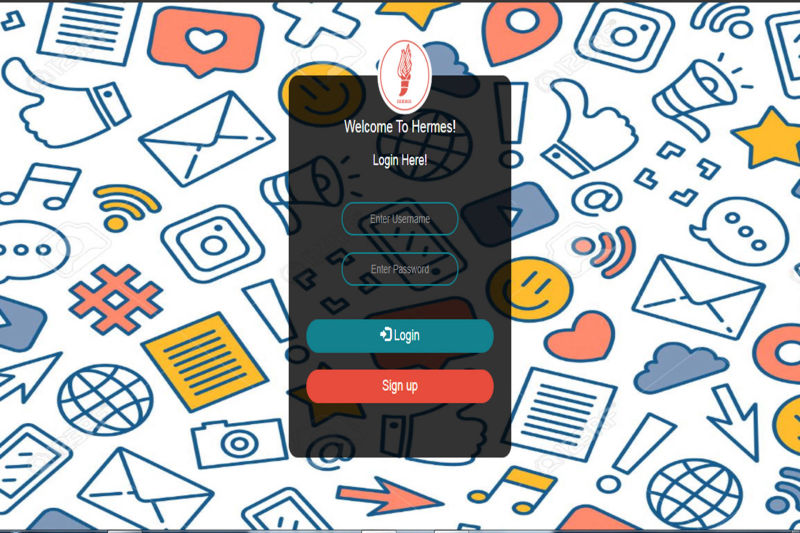 Welcome To Hermes!
Login Here!
Enter Username
Enter Password
Login
Sign up